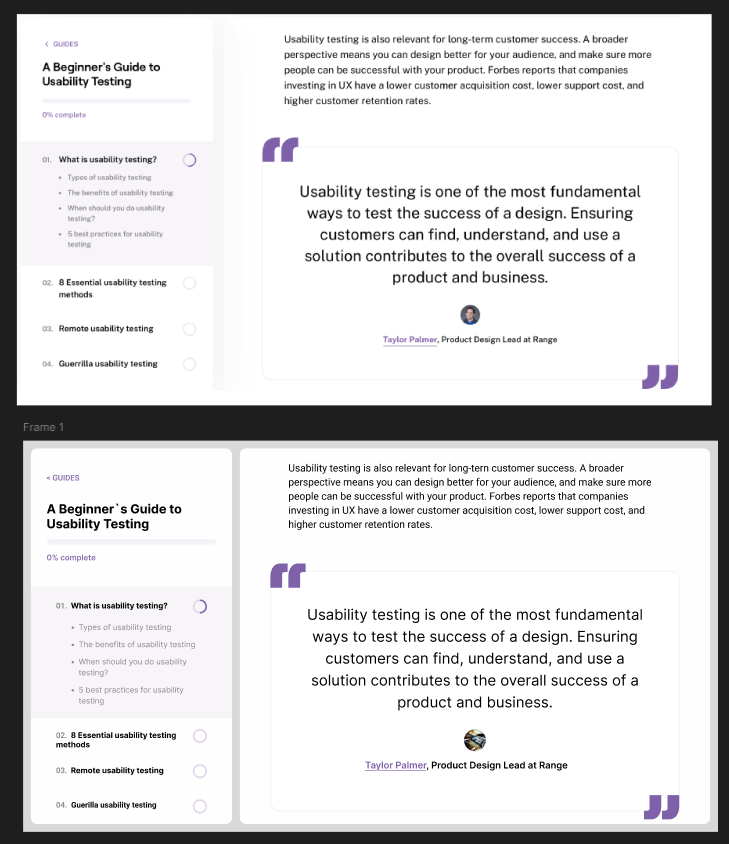 < GUIDES
A Beginner's Guide to
Usability Testing
0% complete
01. What is usability testing?
• Types of usability testing
• The benefits of usability testing
• When should you do usability
testing?
• 5 best practices for usability
testing
02. 8 Essential usability testing
methods
03. Remote usability testing
04. Guerrilla usability testing
Usability testing is also relevant for long-term customer success. A broader
perspective means you can design better for your audience, and make sure more
people can be successful with your product. Forbes reports that companies
investing in UX have a lower customer acquisition cost, lower support cost, and
higher customer retention rates.
“
Usability testing is one of the most fundamental
ways to test the success of a design. Ensuring
customers can find, understand, and use a
solution contributes to the overall success of a
product and business.
Taylor Palmer, Product Design Lead at Range
”
Frame 1
< GUIDES
A Beginner`s Guide to
Usability Testing
0% complete
01. What is usability testing?
• Types of usability testing
• The benefits of usability testing
• When should you do usability
testing?
• 5 best practices for usability
testing
02. 8 Essential usability testing
methods
03. Remote usability testing
04. Guerilla usability testing
Usability testing is also relevant for long-tern customer success. A broader
perspective means you can design better for your audience, and make sure more
people can be successful with your product. Forbes reports that companies
investing in UX have a lower customer acquisition cost, lower support cost, and
higher customer retention rates.
“
Usability testing is one of the most fundamental
ways to test the success of a design. Ensuring
customers can find, understand, and use a
solution contributes to the overall success of a
product and business.
Taylor Palmer, Product Design Lead at Range
”